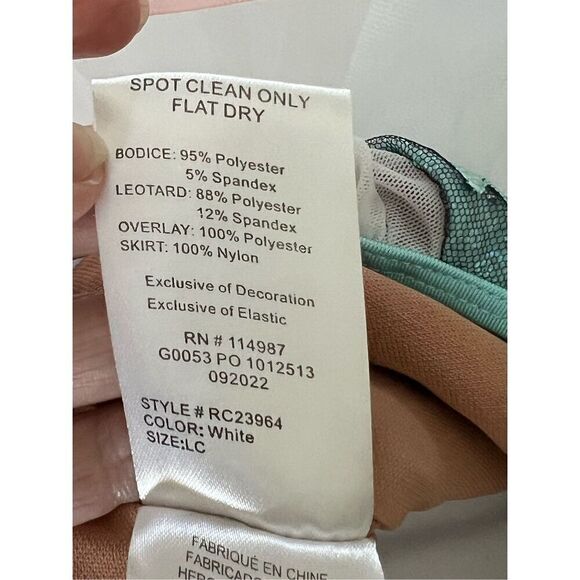 SPOT CLEAN ONLY
FLAT DRY
BODICE: 95% Polyester
5% Spandex
LEOTARD: 88% Polyester
12% Spandex
OVERLAY: 100% Polyester
SKIRT: 100% Nylon
Exclusive of Decoration
Exclusive of Elastic
RN # 114987
G0053 PO 1012513
092022
STYLE # RC23964
COLOR: White
SIZE:LC
FABRIQUÉ EN CHINE